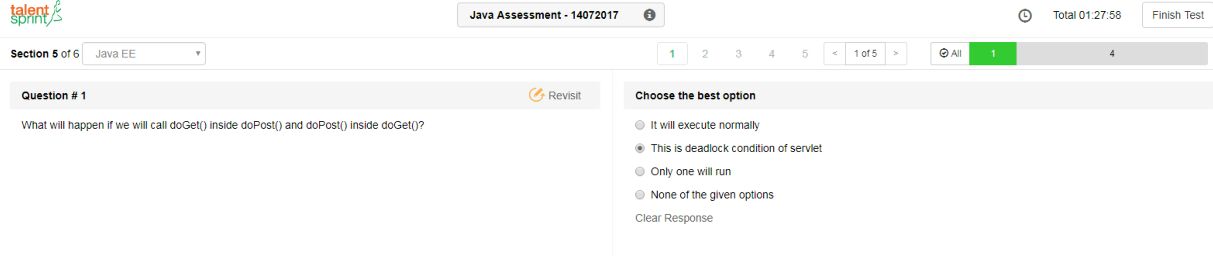 talent
sprint
Java Assessment - 14072017
Total 01:27:58
Finish Test
Section 5 of 6 Java EE
1 2 3 4 5 < 1 of 5 > All 1 4
Question # 1
Revisit
What will happen if we will call doGet() inside doPost() and doPost() inside doGet()?
Choose the best option
It will execute normally
This is deadlock condition of servlet
Only one will run
None of the given options
Clear Response